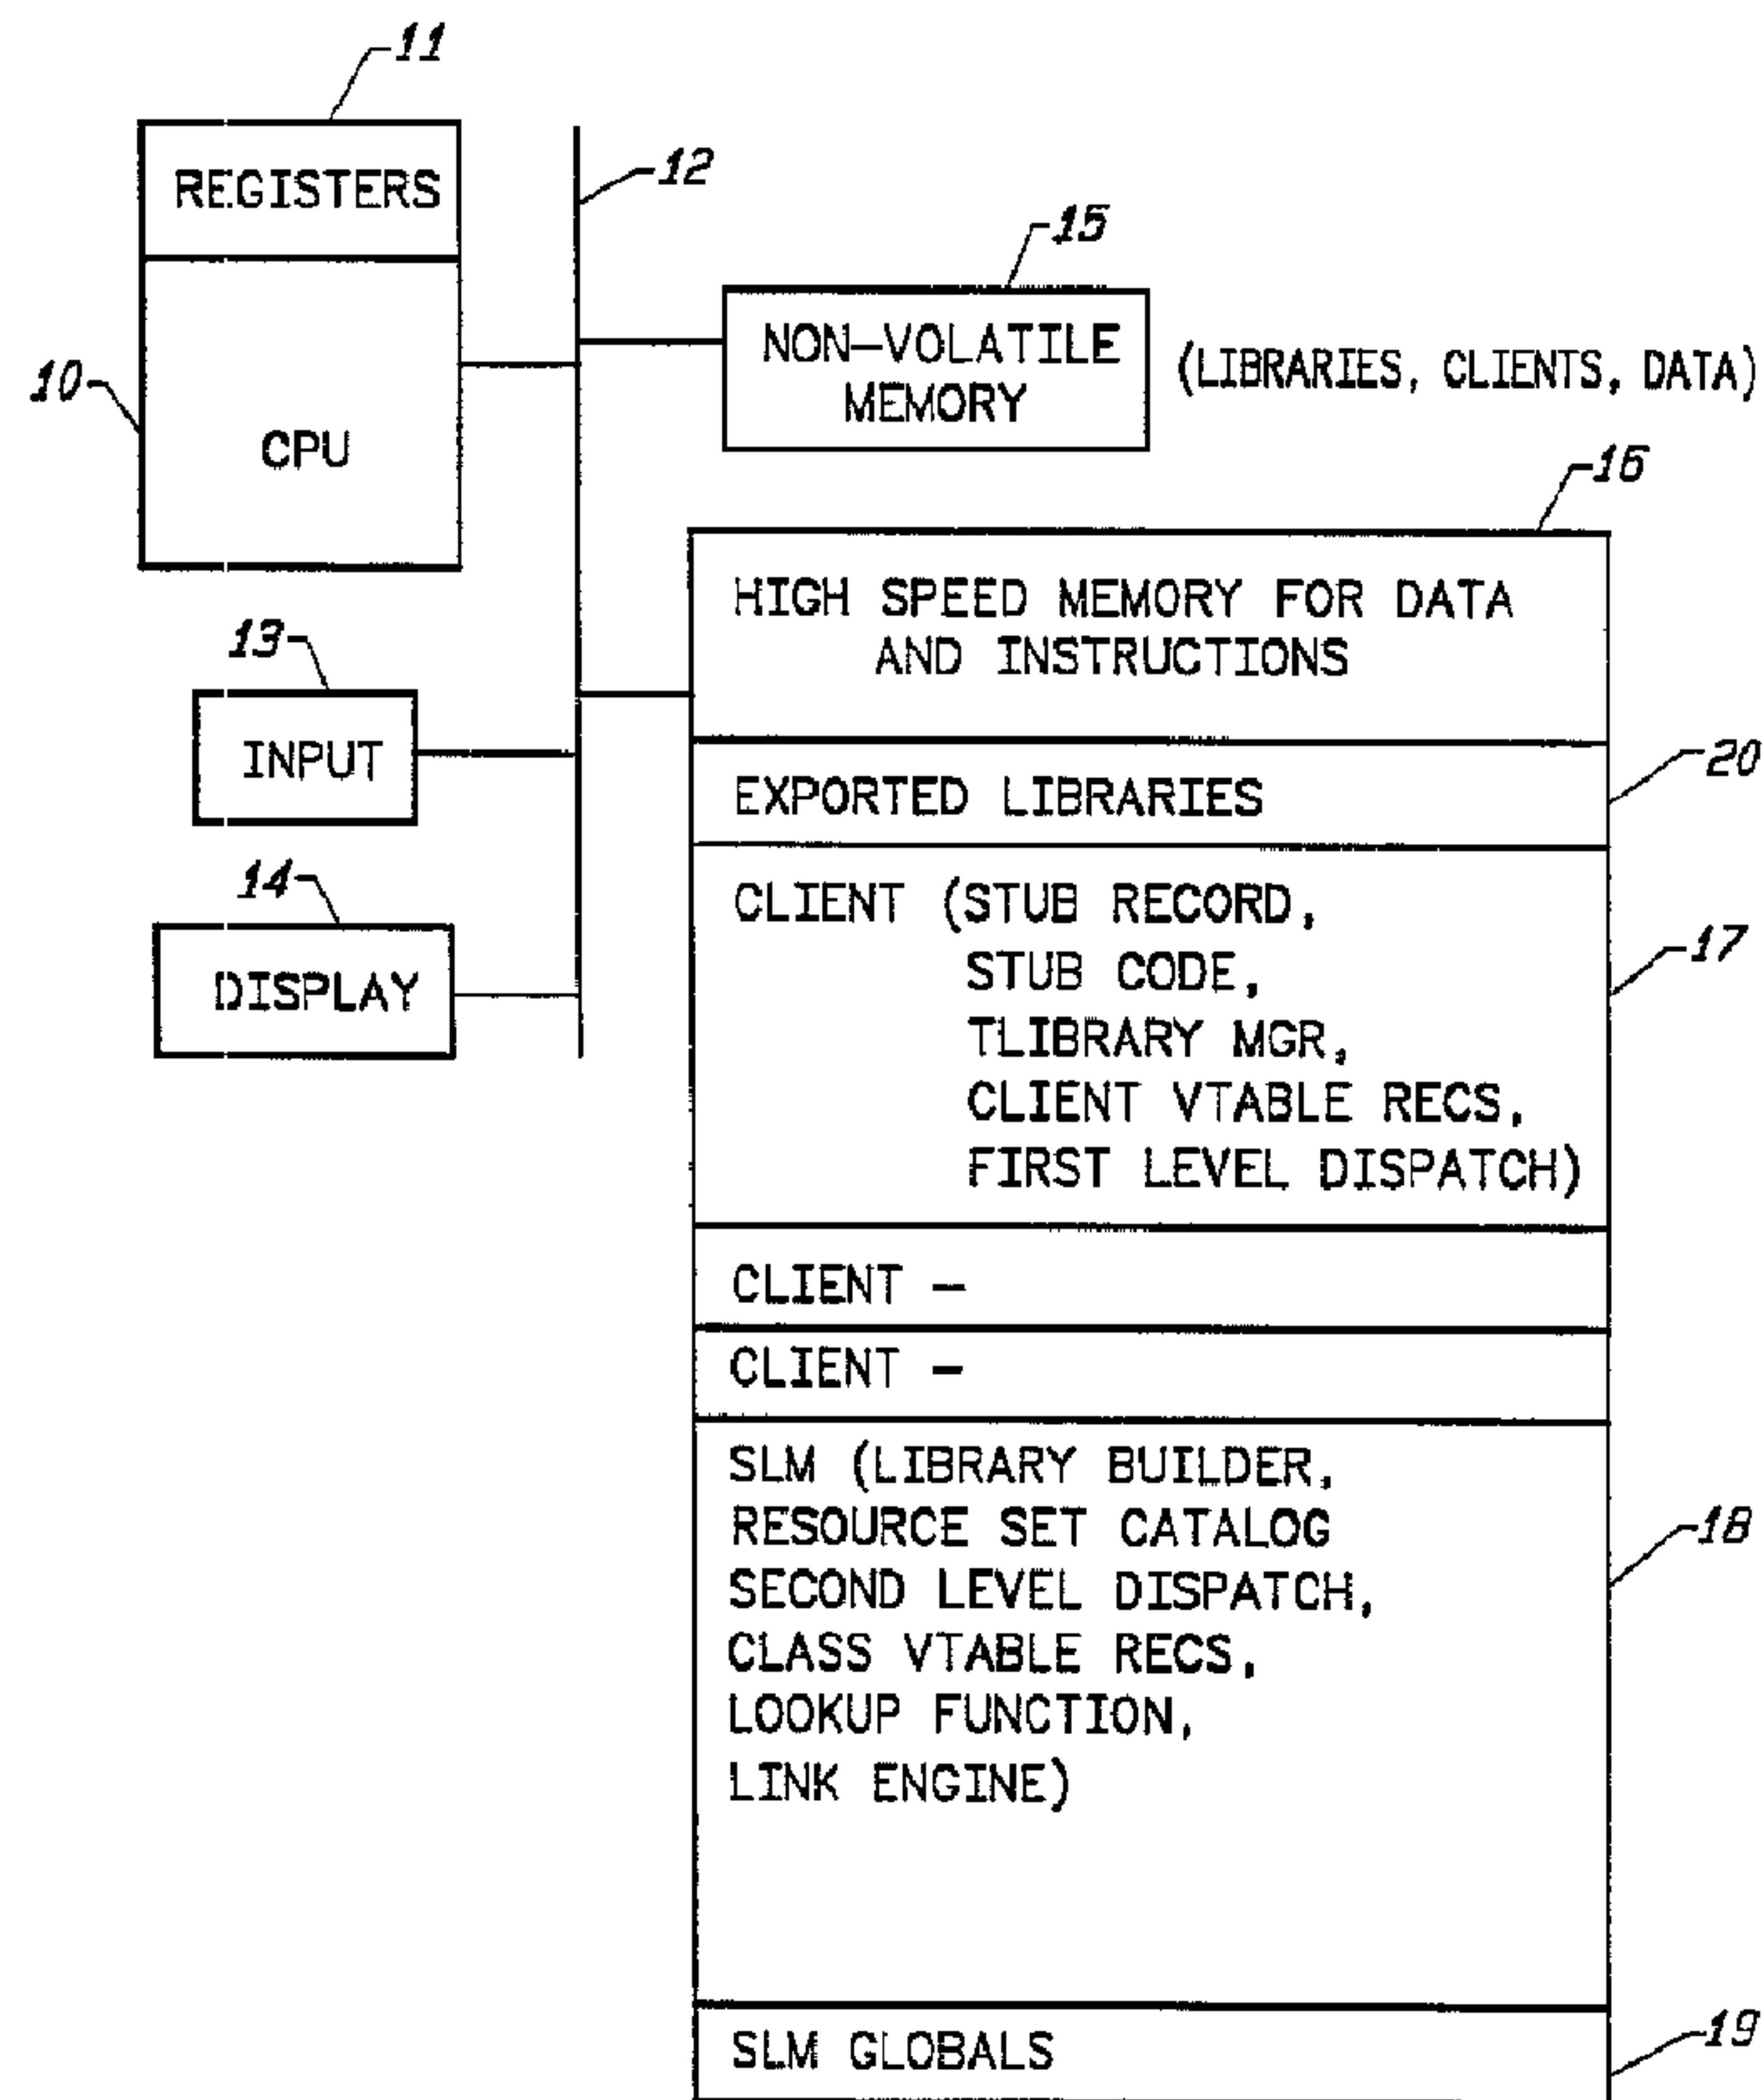 11
REGISTERS
12
15
NON-VOLATILE
MEMORY
(LIBRARIES, CLIENTS, DATA)
10
CPU
16
HIGH SPEED MEMORY FOR DATA
AND INSTRUCTIONS
13
INPUT
20
EXPORTED LIBRARIES
14
DISPLAY
CLIENT (STUB RECORD,
STUB CODE,
TLIBRARY MGR,
CLIENT VTABLE RECS,
FIRST LEVEL DISPATCH)
17
CLIENT -
CLIENT -
SLM (LIBRARY BUILDER,
RESOURCE SET CATALOG
SECOND LEVEL DISPATCH,
CLASS VTABLE RECS,
LOOKUP FUNCTION,
LINK ENGINE)
18
SLM GLOBALS
19